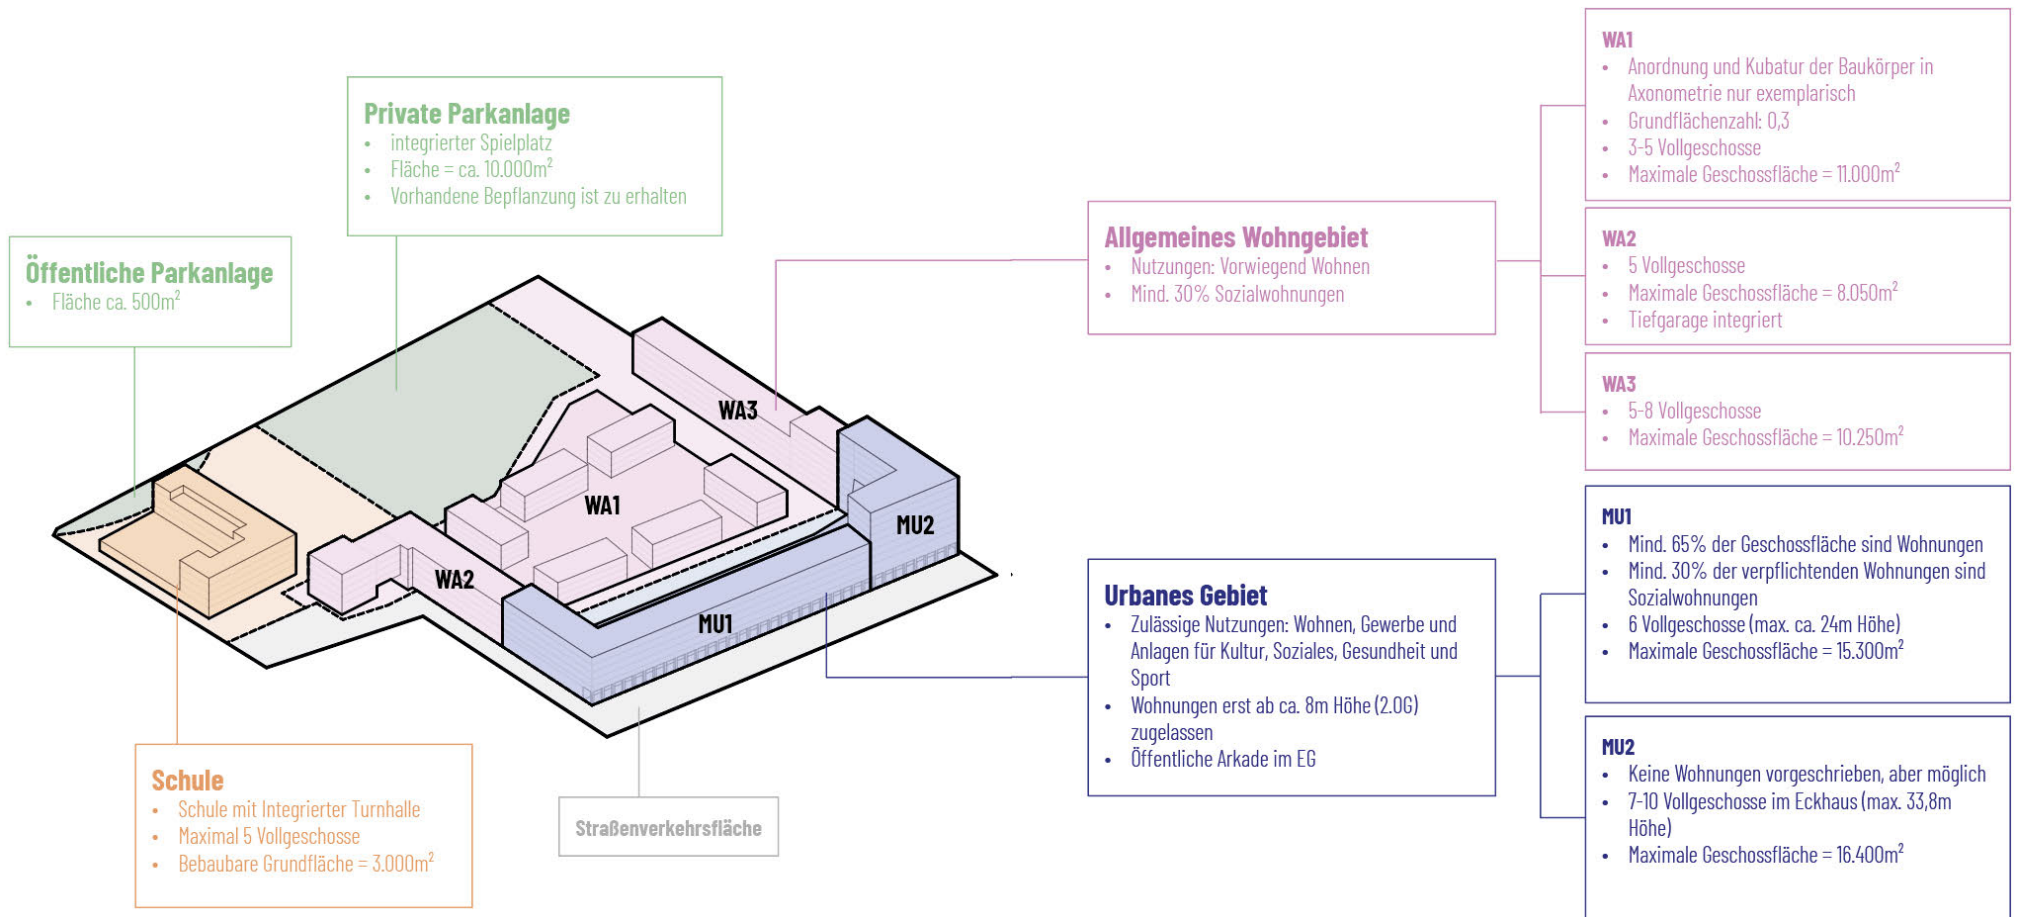 Private Parkanlage
• integrierter Spielplatz
• Fläche = ca. 10.000m²
• Vorhandene Bepflanzung ist zu erhalten
Öffentliche Parkanlage
• Fläche ca. 500m²
Schule
• Schule mit Integrierter Turnhalle
• Maximal 5 Vollgeschosse
• Bebaubare Grundfläche = 3.000m²
Straßenverkehrsfläche
WA3
WA1
WA2
MU2
MU1
Allgemeines Wohngebiet
• Nutzungen: Vorwiegend Wohnen
• Mind. 30% Sozialwohnungen
Urbanes Gebiet
• Zulässige Nutzungen: Wohnen, Gewerbe und
Anlagen für Kultur, Soziales, Gesundheit und
Sport
• Wohnungen erst ab ca. 8m Höhe (2.OG)
zugelassen
• Öffentliche Arkade im EG
WA1
• Anordnung und Kubatur der Baukörper in
Axonometrie nur exemplarisch
• Grundflächenzahl: 0,3
• 3-5 Vollgeschosse
• Maximale Geschossfläche = 11.000m²
WA2
• 5 Vollgeschosse
• Maximale Geschossfläche = 8.050m²
• Tiefgarage integriert
WA3
• 5-8 Vollgeschosse
• Maximale Geschossfläche = 10.250m²
MU1
• Mind. 65% der Geschossfläche sind Wohnungen
• Mind. 30% der verpflichtenden Wohnungen sind
Sozialwohnungen
• 6 Vollgeschosse (max. ca. 24m Höhe)
• Maximale Geschossfläche = 15.300m²
MU2
• Keine Wohnungen vorgeschrieben, aber möglich
• 7-10 Vollgeschosse im Eckhaus (max. 33,8m
Höhe)
• Maximale Geschossfläche = 16.400m²